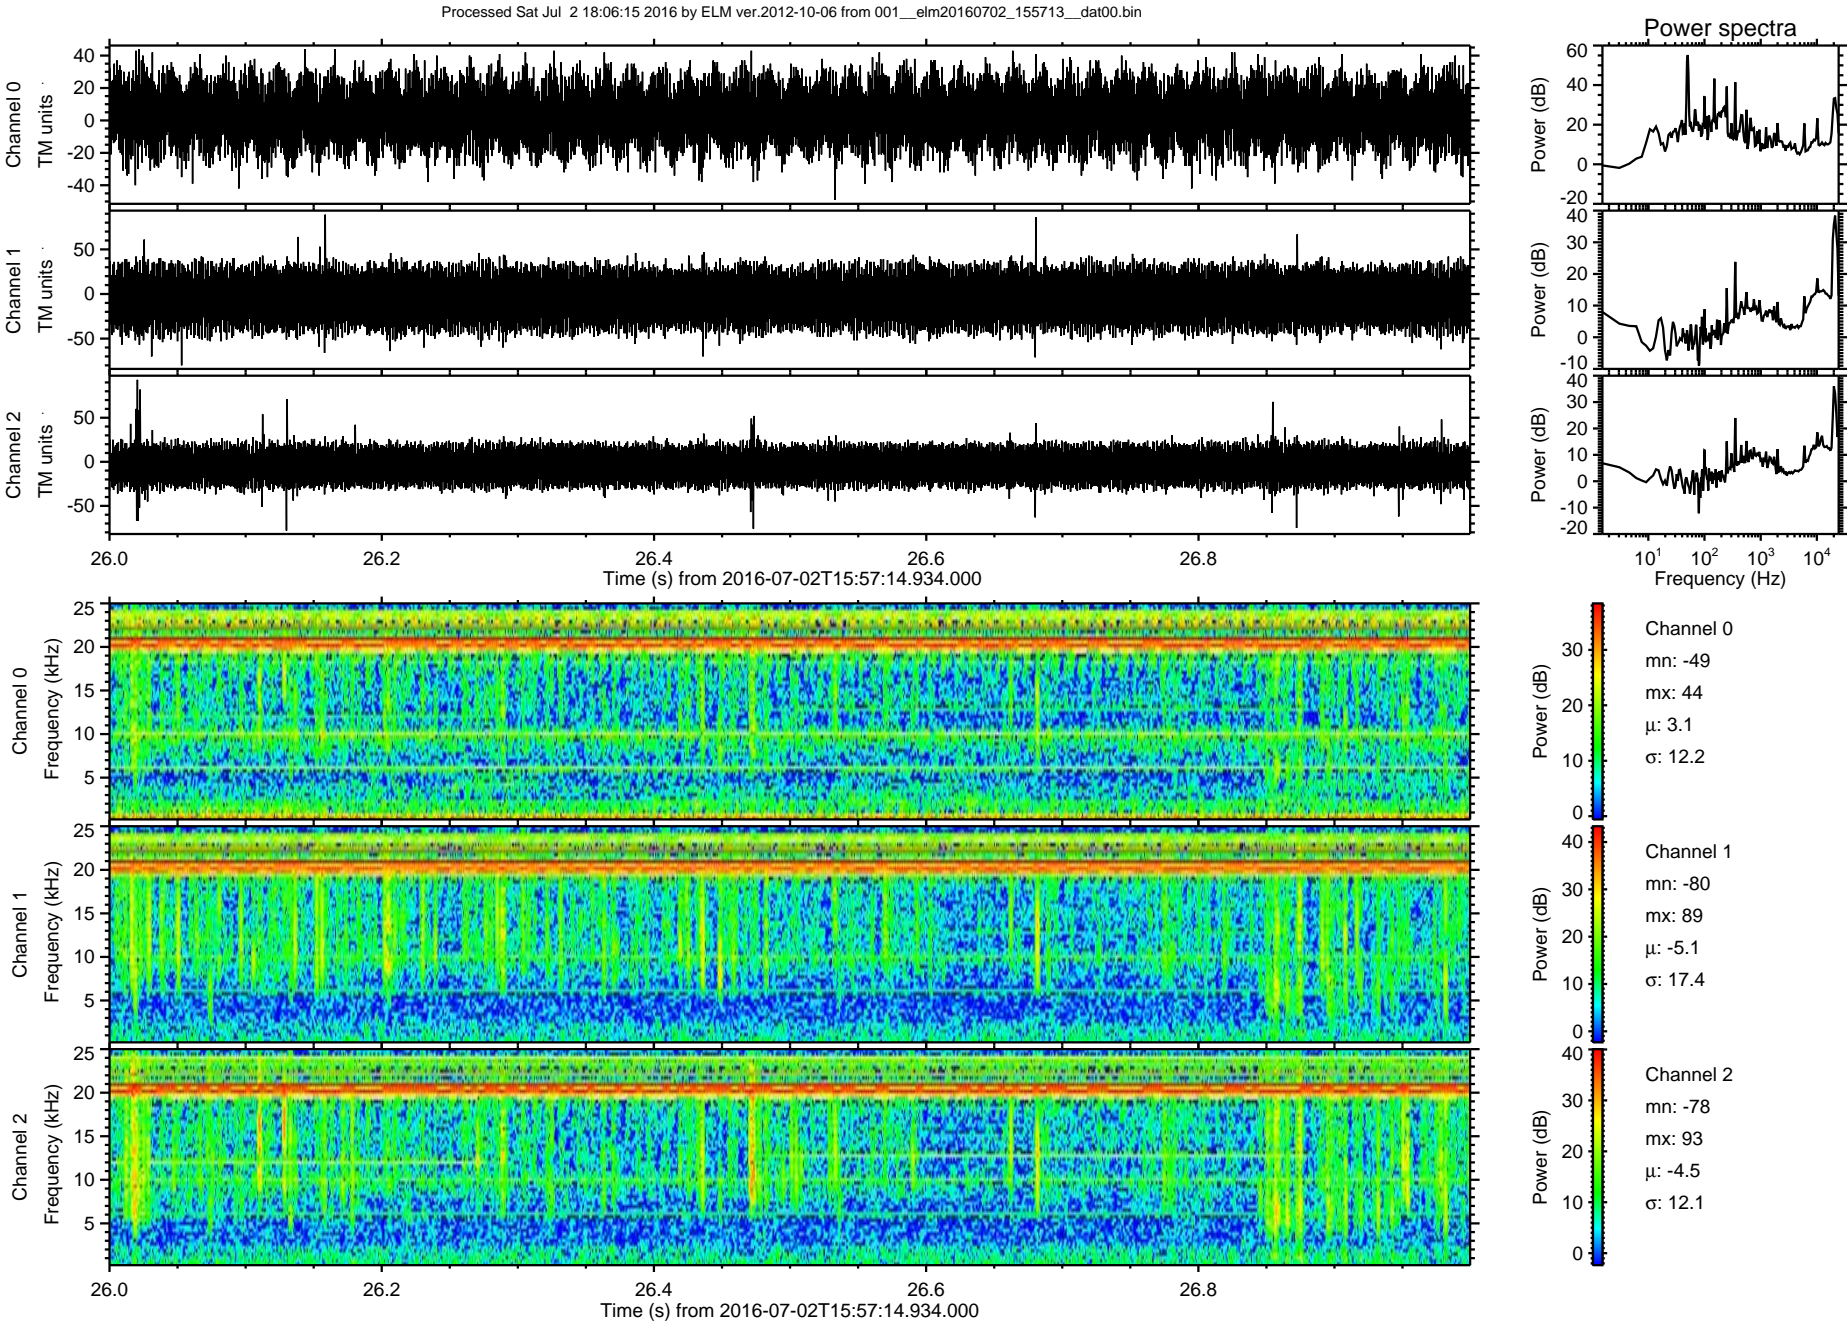 Processed Sat Jul 2 18:06:15 2016 by ELM ver.2012-10-06 from 001__elm20160702_155713__dat00.bin
Power spectra
Channel 0
TM units
40
20
0
-20
-40
Power (dB)
60
40
20
0
-20
Channel 1
TM units
50
0
-50
Power (dB)
40
30
20
10
0
-10
Channel 2
TM units
50
0
-50
Power (dB)
40
30
20
10
0
-10
-20
26.0 26.2 26.4 26.6 26.8
Time (s) from 2016-07-02T15:57:14.934.000
10^1 10^2 10^3 10^4
Frequency (Hz)
Channel 0
Frequency (kHz)
25
20
15
10
5
Power (dB)
30
20
10
0
Channel 0
mn: -49
mx: 44
μ: 3.1
σ: 12.2
Channel 1
Frequency (kHz)
25
20
15
10
5
Power (dB)
40
30
20
10
0
Channel 1
mn: -80
mx: 89
μ: -5.1
σ: 17.4
Channel 2
Frequency (kHz)
25
20
15
10
5
Power (dB)
40
30
20
10
0
Channel 2
mn: -78
mx: 93
μ: -4.5
σ: 12.1
26.0 26.2 26.4 26.6 26.8
Time (s) from 2016-07-02T15:57:14.934.000